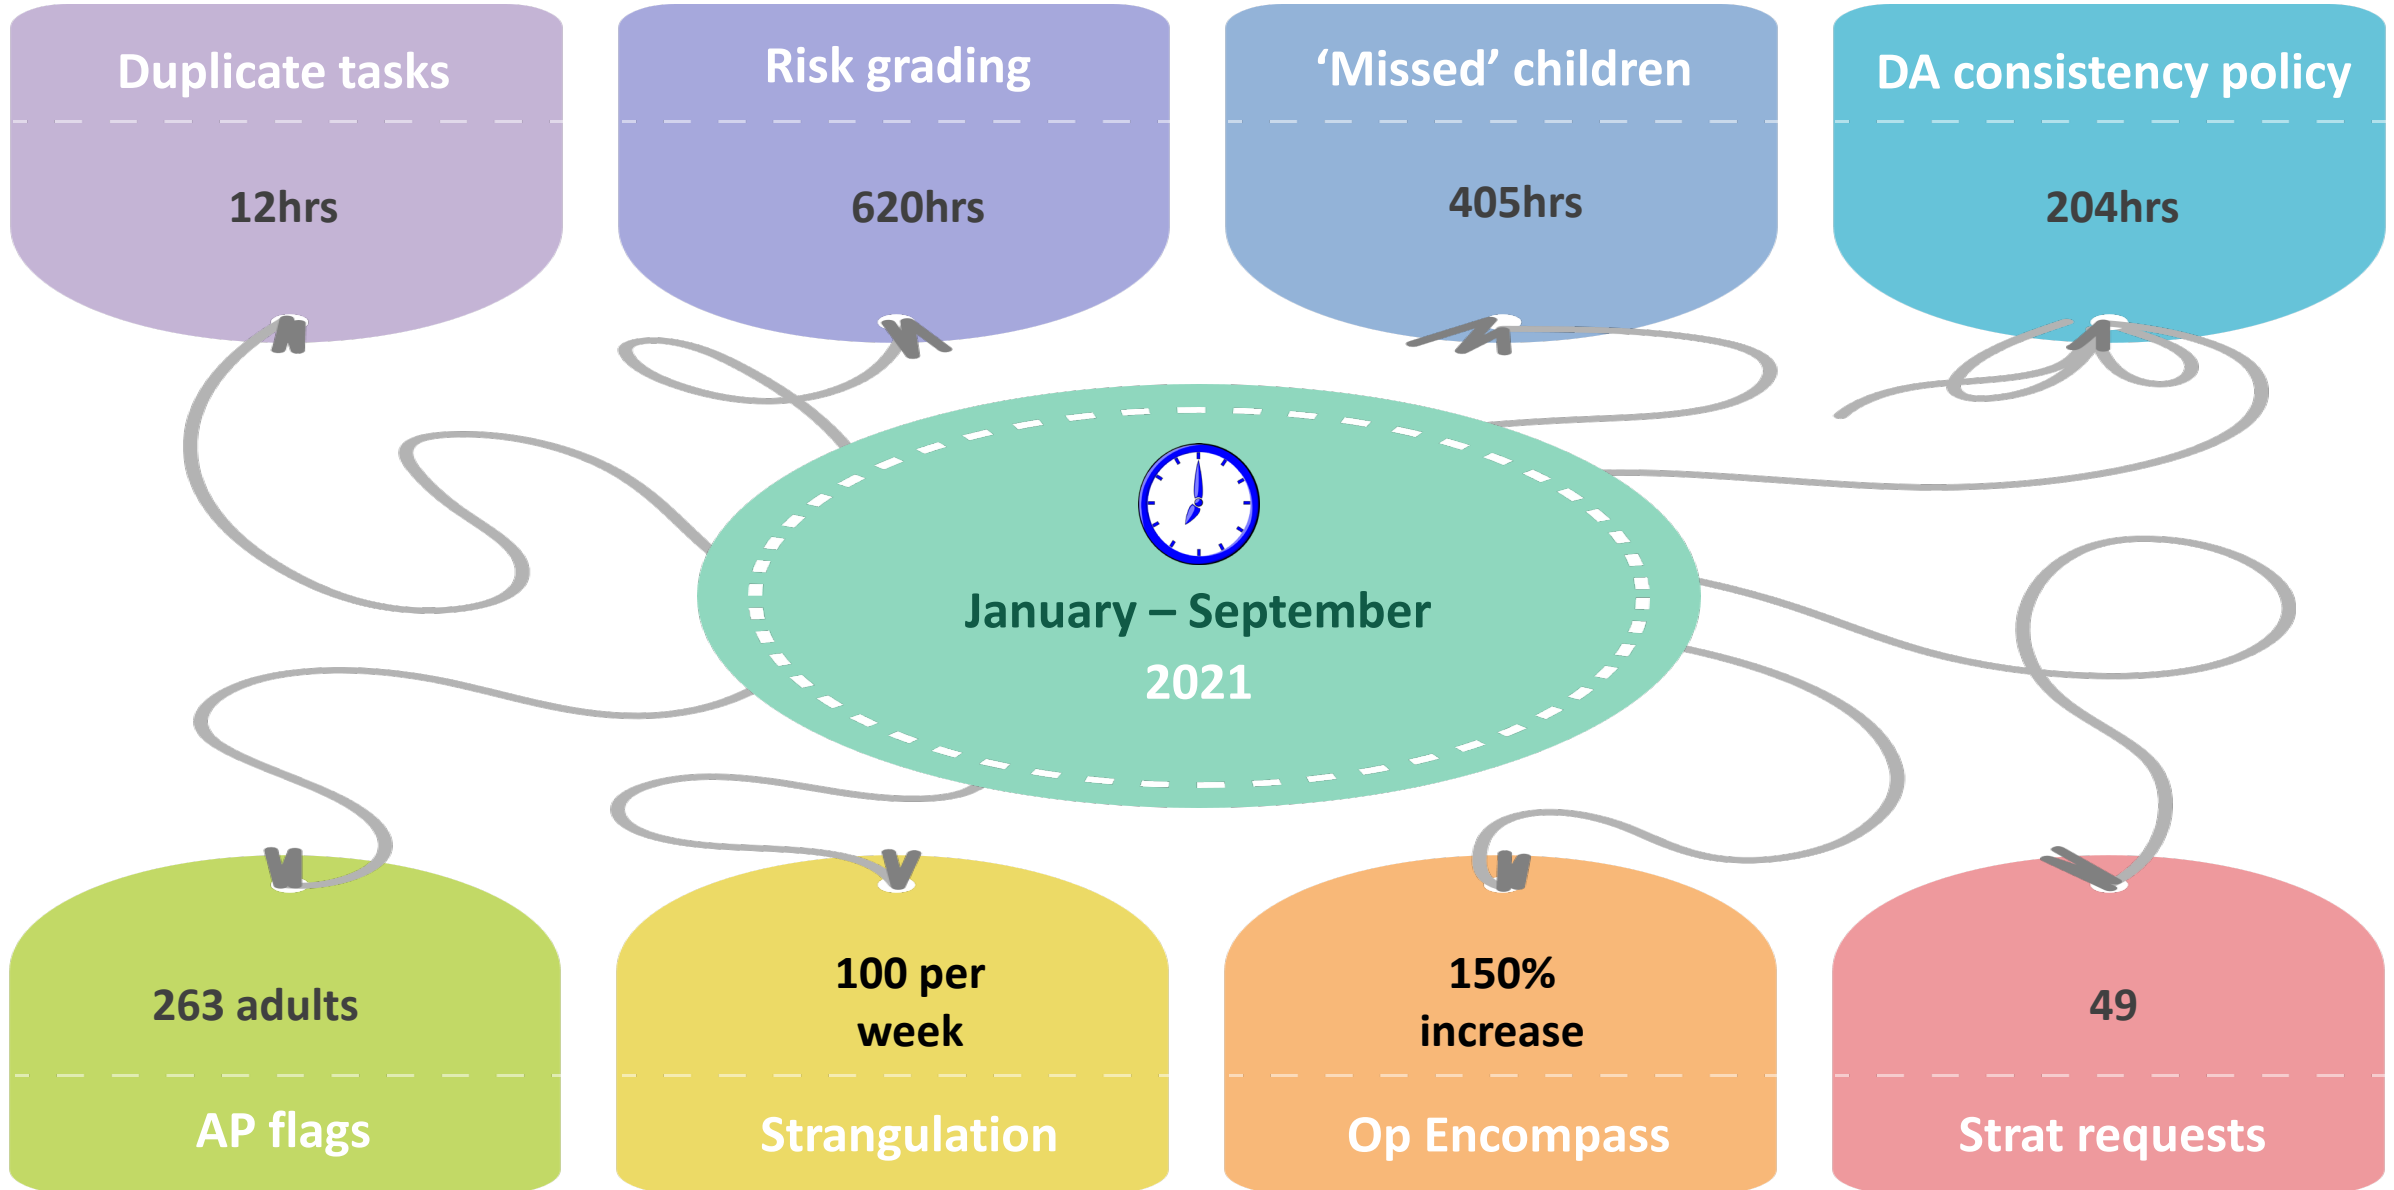 Duplicate tasks
12hrs
Risk grading
620hrs
‘Missed’ children
405hrs
DA consistency policy
204hrs
January – September
2021
263 adults
AP flags
100 per
week
Strangulation
150%
increase
Op Encompass
49
Strat requests